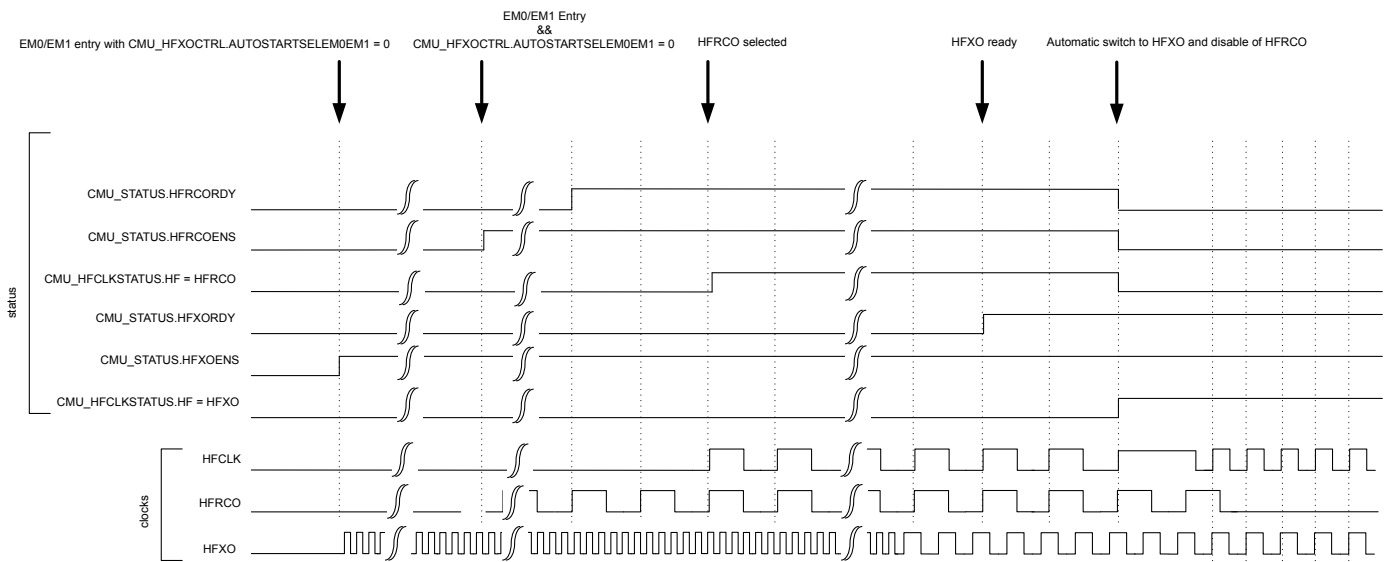 EM0/EM1 Entry
&&
EM0/EM1 entry with CMU_HFXOCTRL.AUTOSTARTSELEM0EM1 = 0
CMU_HFXOCTRL.AUTOSTARTSELEM0EM1 = 0
HFRCO selected
HFXO ready
Automatic switch to HFXO and disable of HFRCO
status
CMU_STATUS.HFRCORDY
CMU_STATUS.HFRCOENS
CMU_HFCLKSTATUS.HF = HFRCO
CMU_STATUS.HFXORDY
CMU_STATUS.HFXOENS
CMU_HFCLKSTATUS.HF = HFXO
clocks
HFCLK
HFRCO
HFXO